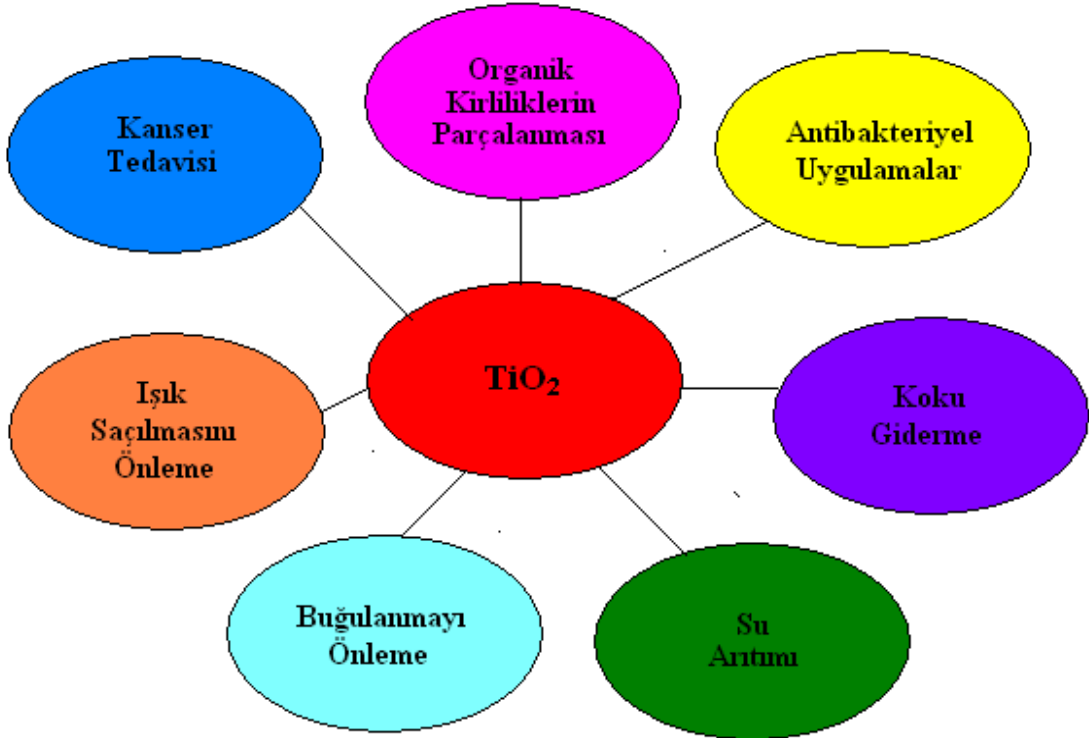 Organik
Kirliliklerin
Parçalanması
Kanser
Tedavisi
Antibakteriyel
Uygulamalar
TiO₂
Işık
Saçılmasını
Önleme
Koku
Giderme
Buğulanmayı
Önleme
Su
Arıtımı